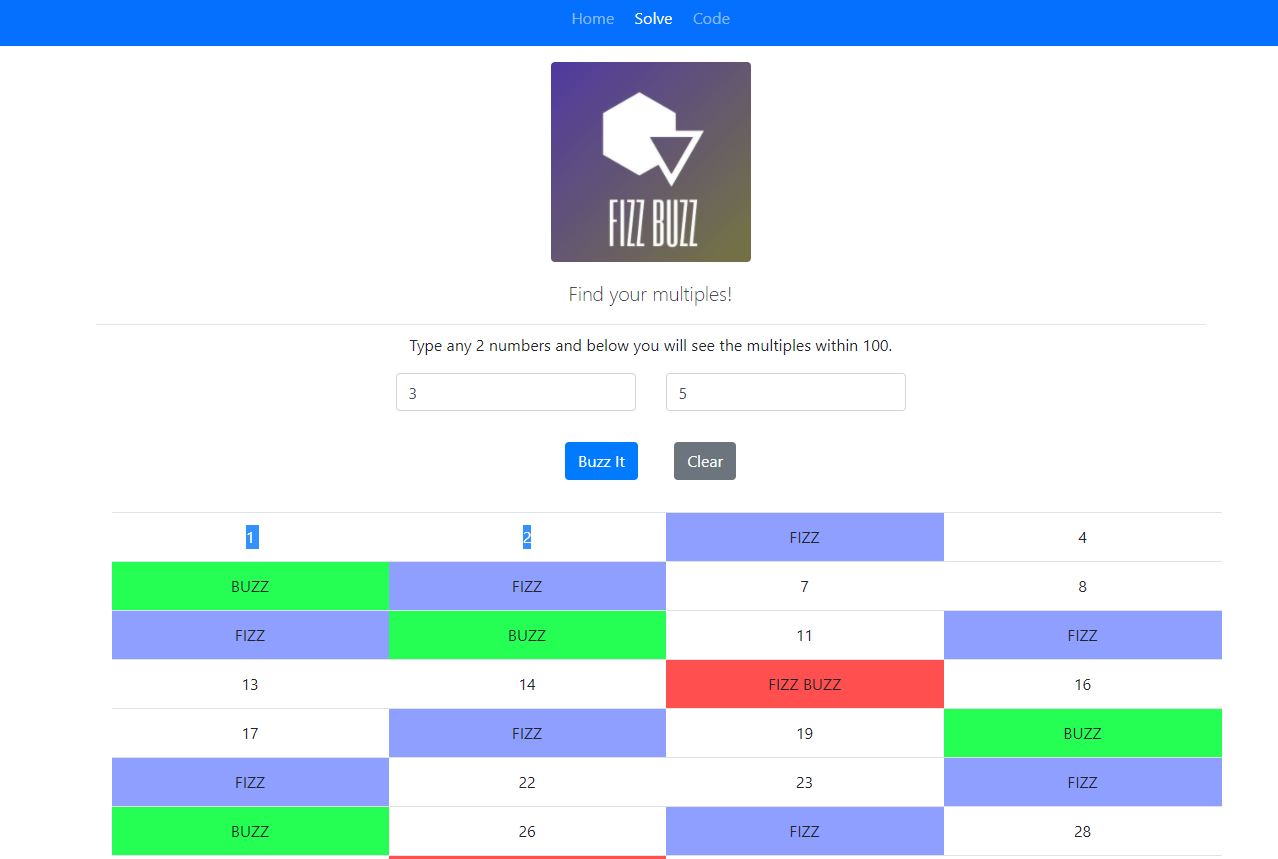 Home Solve Code
FIZZ BUZZ
Find your multiples!
Type any 2 numbers and below you will see the multiples within 100.
3 5
Buzz It Clear
1 2 FIZZ 4
BUZZ FIZZ 7 8
FIZZ BUZZ 11 FIZZ
13 14 FIZZ BUZZ 16
17 FIZZ 19 BUZZ
FIZZ 22 23 FIZZ
BUZZ 26 FIZZ 28